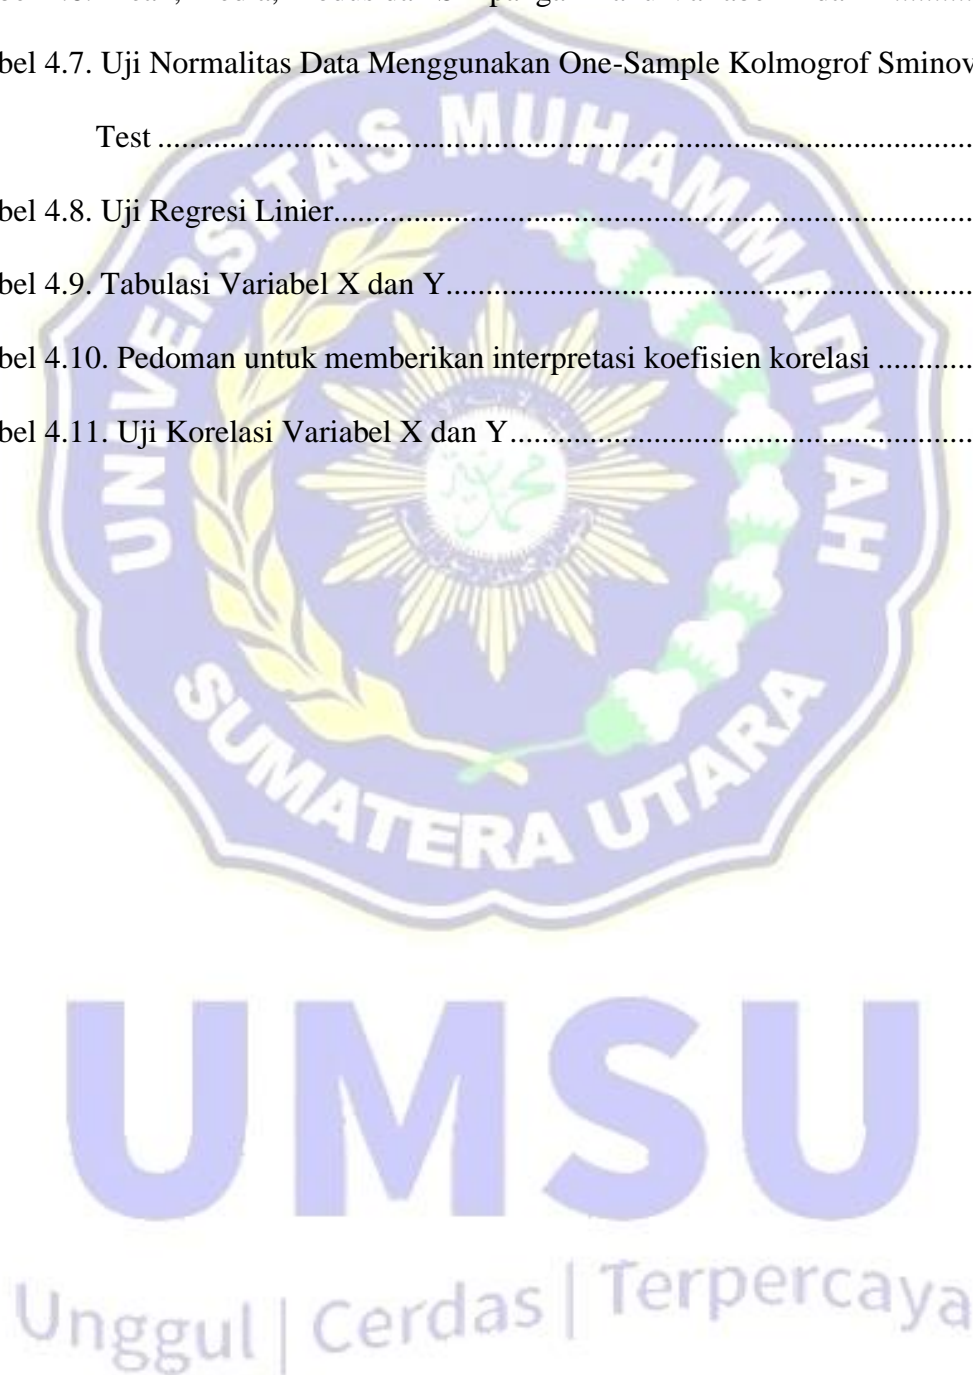 bel 4.7. Uji Normalitas Data Menggunakan One-Sample Kolmogrof Sminov
Test ....................................................................................................
bel 4.8. Uji Regresi Linier...............................................................................
bel 4.9. Tabulasi Variabel X dan Y.................................................................
bel 4.10. Pedoman untuk memberikan interpretasi koefisien korelasi ............
bel 4.11. Uji Korelasi Variabel X dan Y.........................................................
UNIVERSITAS MUHAMMADIYAH
SUMATERA UTARA
UMSU
Unggul | Cerdas | Terpercaya